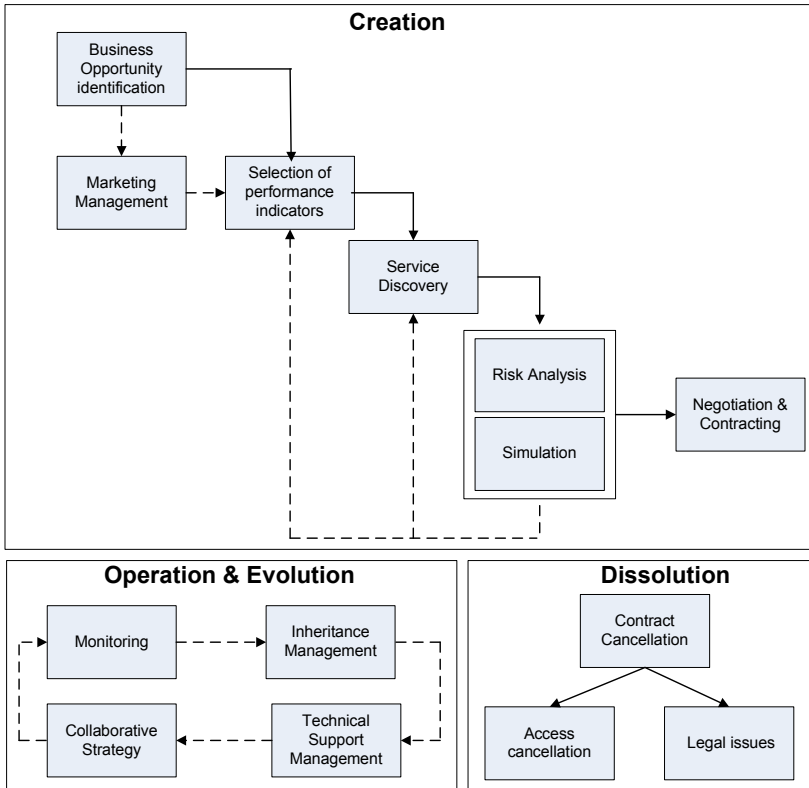 Creation
Business
Opportunity
identification
Marketing
Management
Selection of
performance
indicators
Service
Discovery
Risk Analysis
Simulation
Negotiation &
Contracting
Operation & Evolution
Monitoring
Inheritance
Management
Collaborative
Strategy
Technical
Support
Management
Dissolution
Contract
Cancellation
Access
cancellation
Legal issues